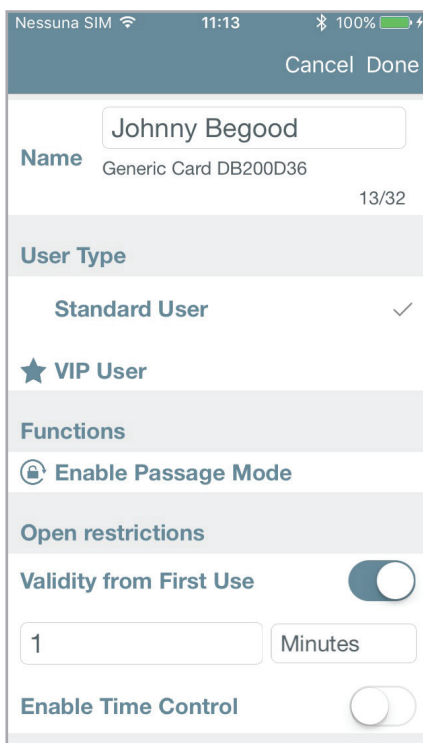 Nessuna SIM 11:13 100%
Cancel Done
Johnny Begood
Name Generic Card DB200D36
13/32
User Type
Standard User
VIP User
Functions
Enable Passage Mode
Open restrictions
Validity from First Use
1 Minutes
Enable Time Control